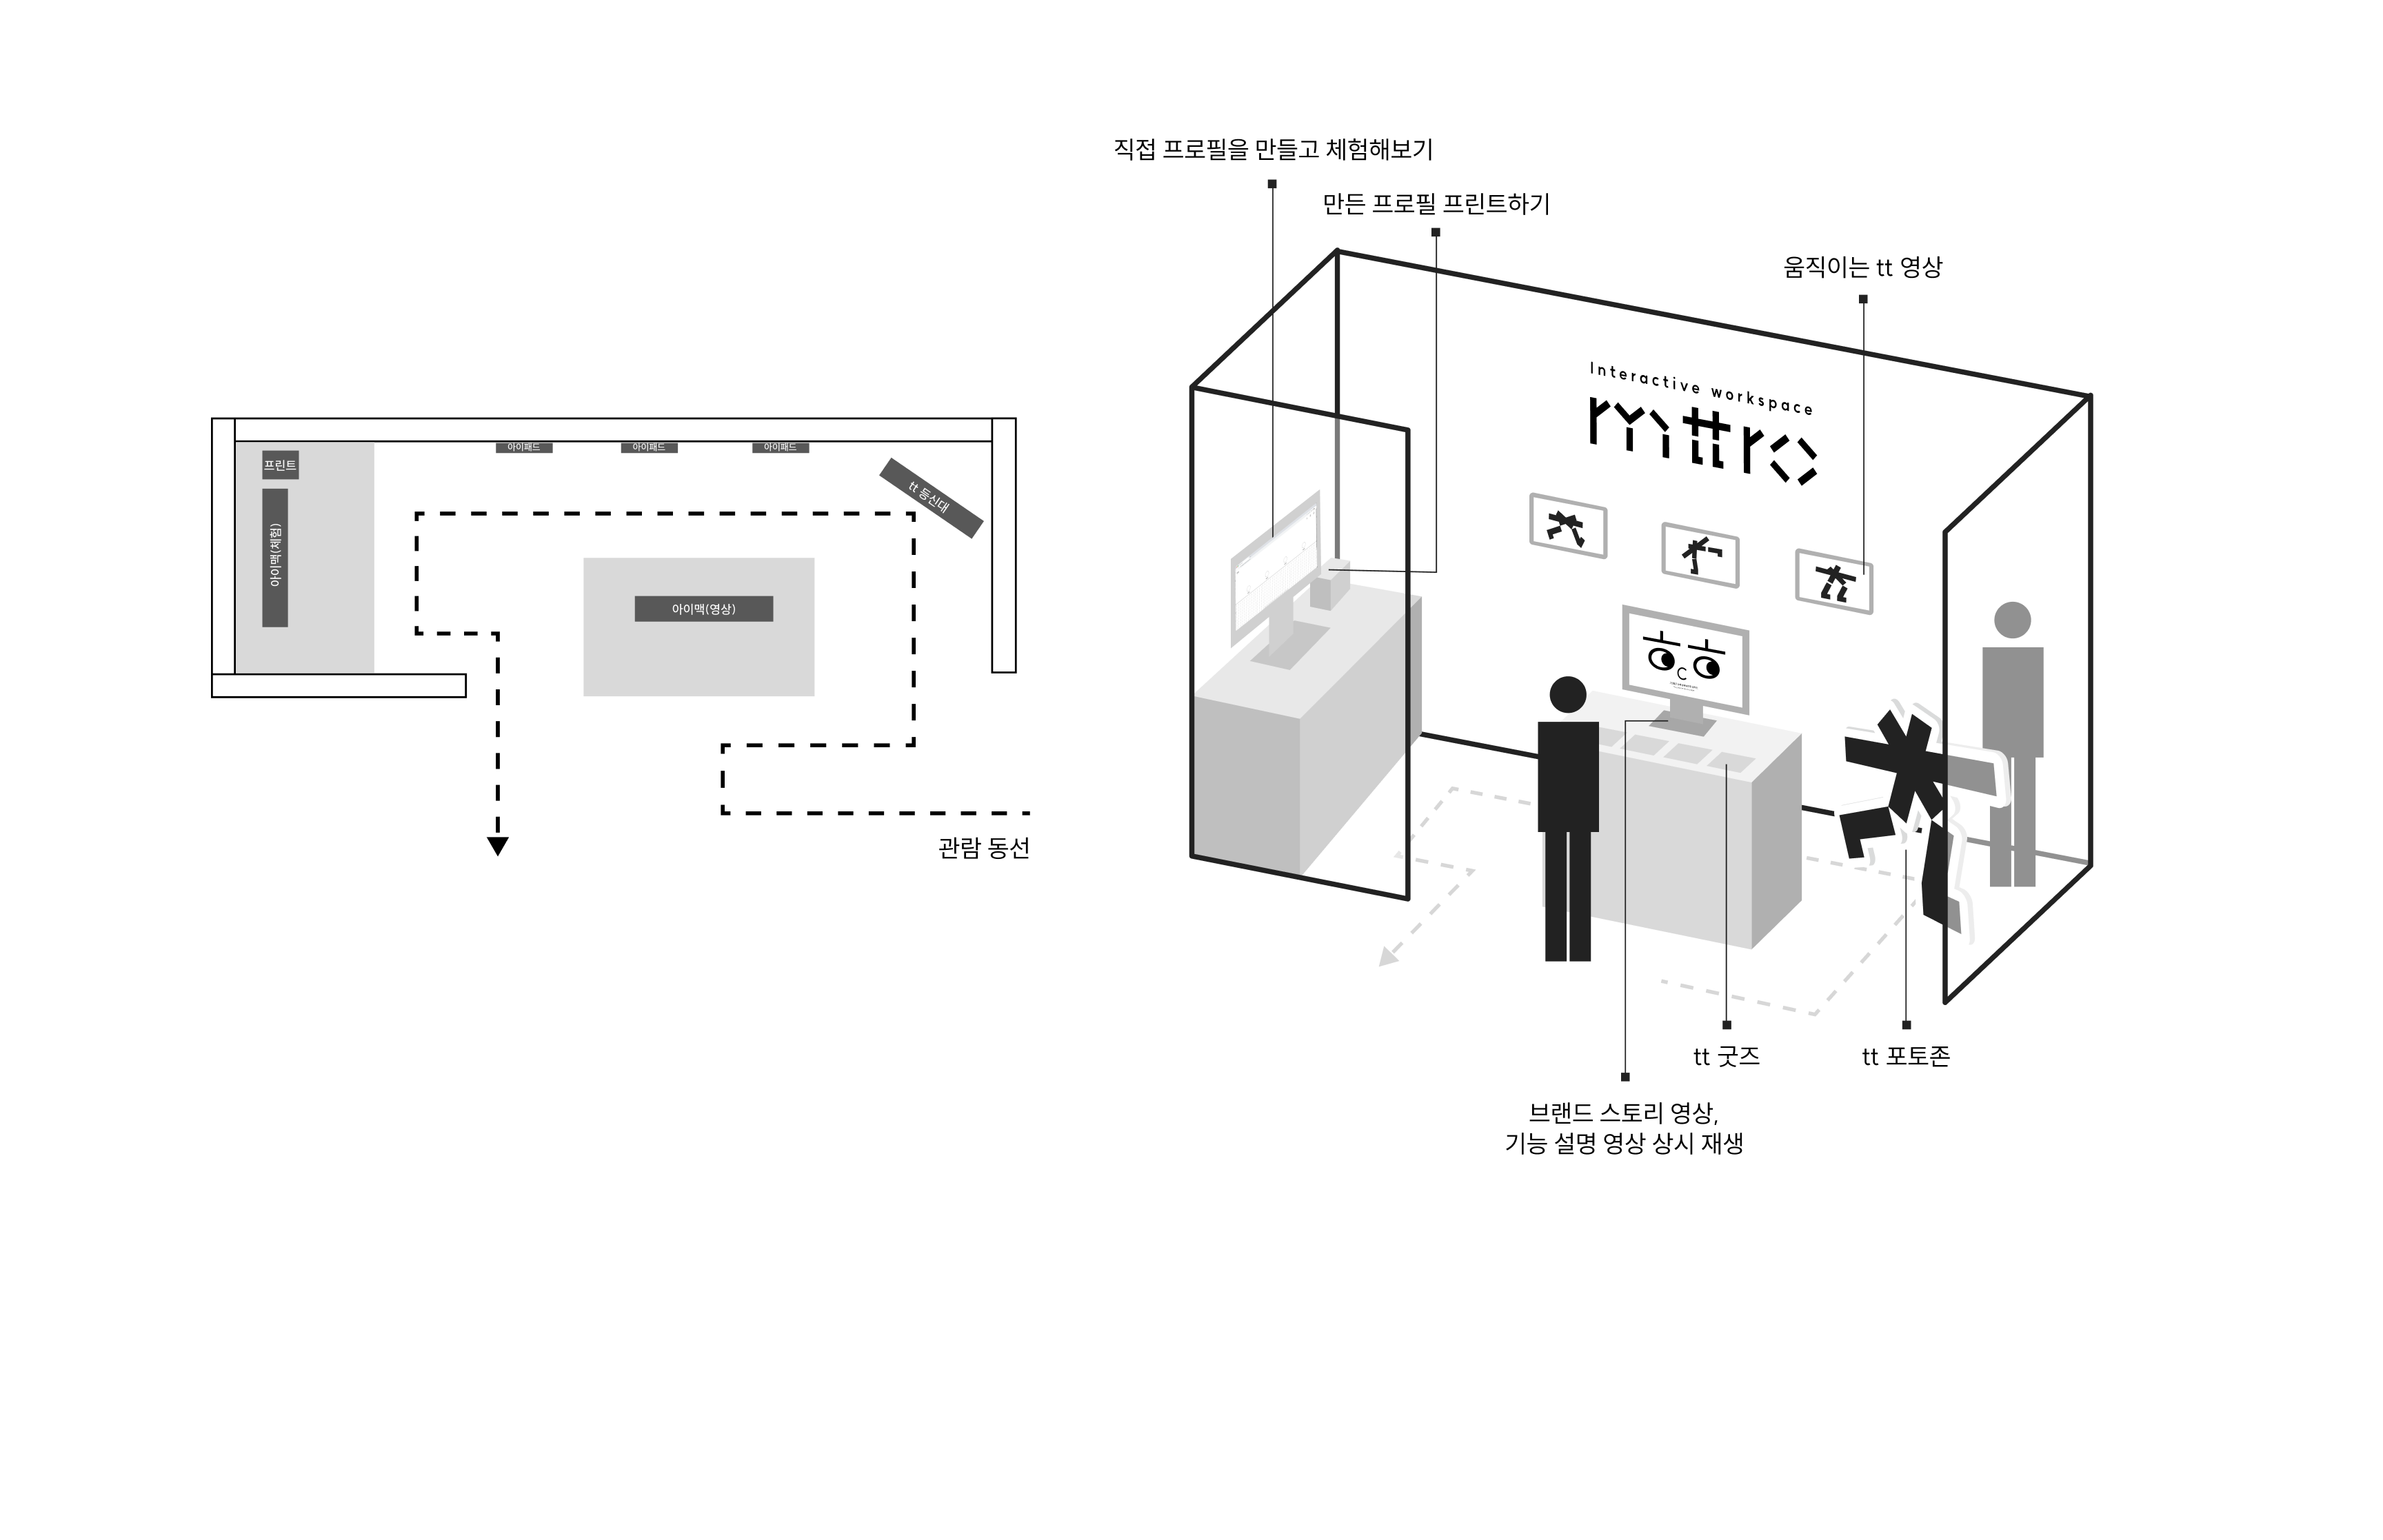 직접 프로필을 만들고 체험해보기
만든 프로필 프린트하기
움직이는 tt 영상
Interactive workspace
mittro
프린트
아이맥(체험)
아이패드
아이패드
아이패드
tt 등신대
아이맥(영상)
관람 동선
tt 굿즈
tt 포토존
브랜드 스토리 영상,
기능 설명 영상 상시 재생